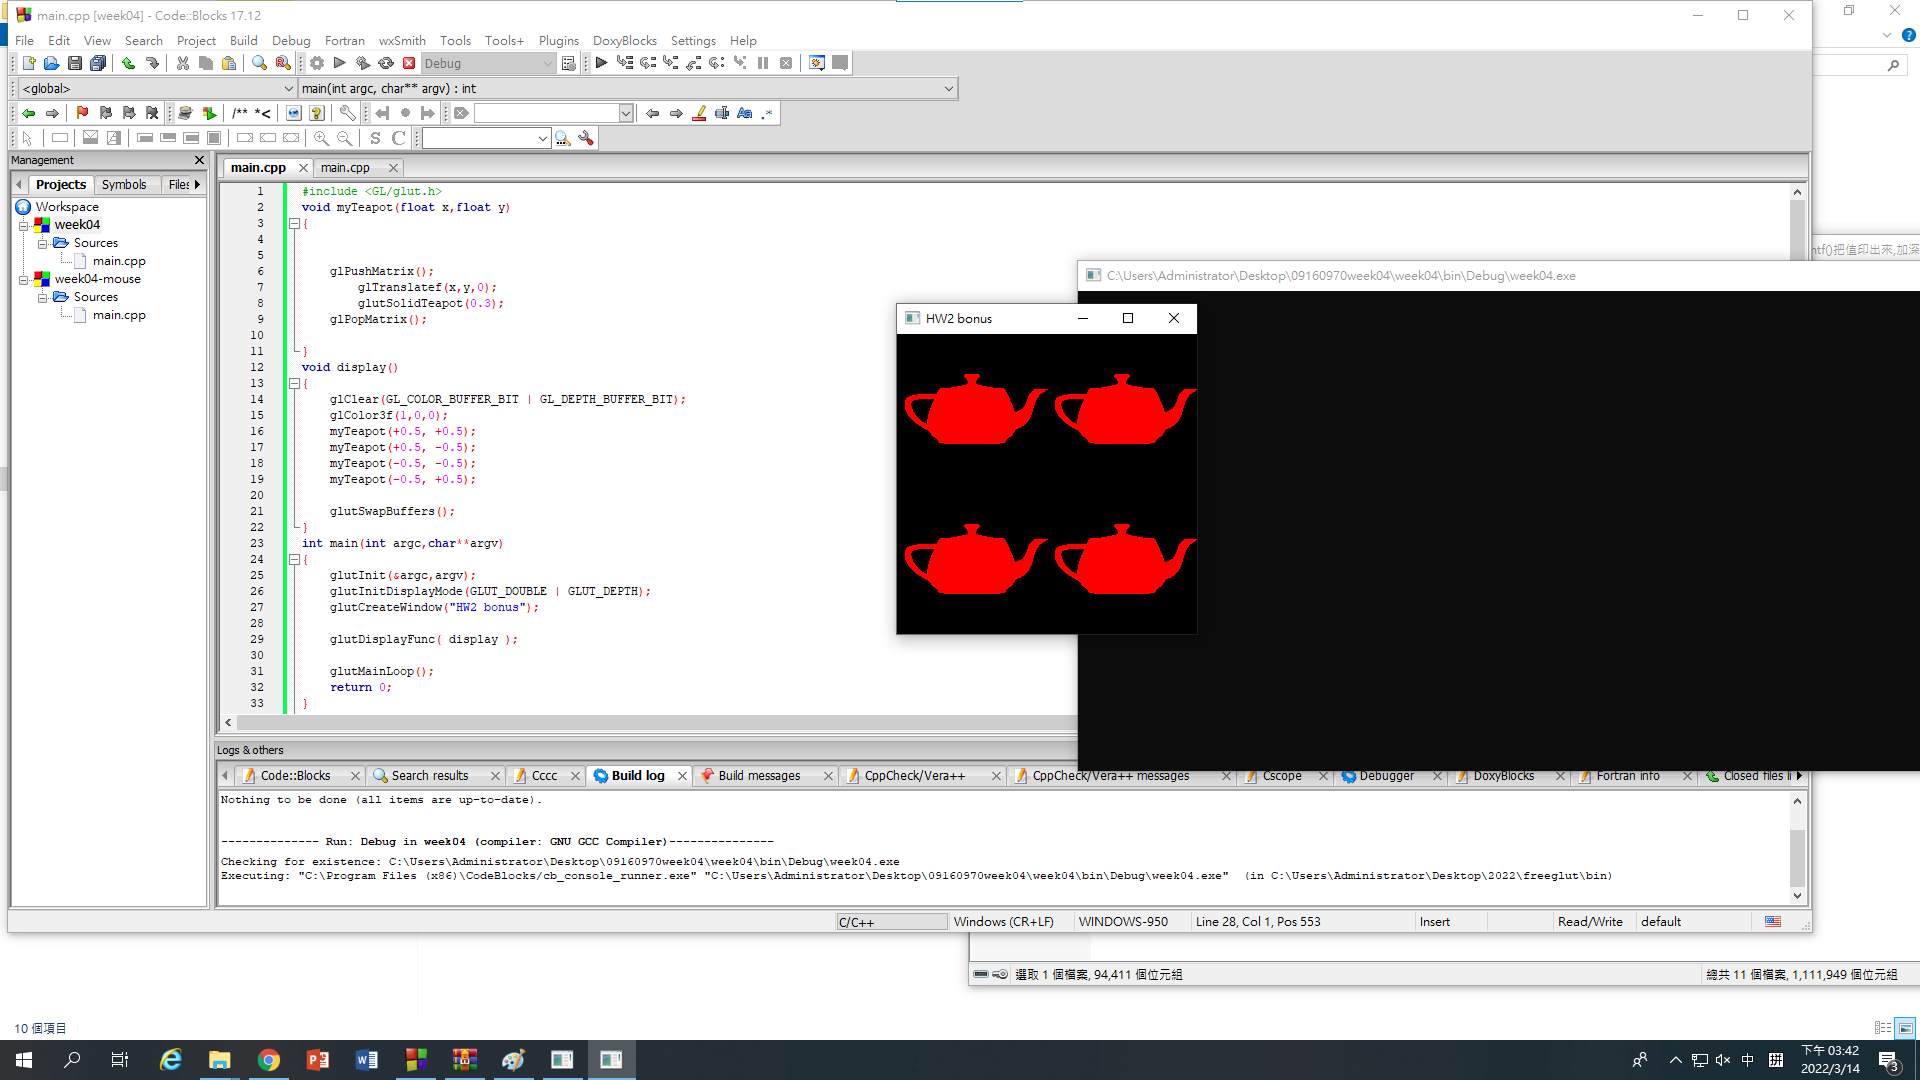 main.cpp [week04] - Code::Blocks 17.12
File Edit View Search Project Build Debug Fortran wxSmith Tools Tools+ Plugins DoxyBlocks Settings Help
Debug
<global>
main(int argc, char** argv) : int
/** *<
Aa .*
S C
Management
Projects Symbols Files
Workspace
week04
Sources
main.cpp
week04-mouse
Sources
main.cpp
main.cpp main.cpp
1 #include <GL/glut.h>
2 void myTeapot(float x,float y)
3 {
4
5
6 glPushMatrix();
7 glTranslatef(x,y,0);
8 glutSolidTeapot(0.3);
9 glPopMatrix();
10
11 }
12 void display()
13 {
14 glClear(GL_COLOR_BUFFER_BIT | GL_DEPTH_BUFFER_BIT);
15 glColor3f(1,0,0);
16 myTeapot(+0.5, +0.5);
17 myTeapot(+0.5, -0.5);
18 myTeapot(-0.5, -0.5);
19 myTeapot(-0.5, +0.5);
20
21 glutSwapBuffers();
22 }
23 int main(int argc,char**argv)
24 {
25 glutInit(&argc,argv);
26 glutInitDisplayMode(GLUT_DOUBLE | GLUT_DEPTH);
27 glutCreateWindow("HW2 bonus");
28
29 glutDisplayFunc( display );
30
31 glutMainLoop();
32 return 0;
33 }
ntf()把值印出來,加深
C:\Users\Administrator\Desktop\09160970week04\week04\bin\Debug\week04.exe
HW2 bonus
Logs & others
Code::Blocks Search results Cccc Build log Build messages CppCheck/Vera++ CppCheck/Vera++ messages Cscope Debugger DoxyBlocks Fortran info Closed files li
Nothing to be done (all items are up-to-date).
-------------- Run: Debug in week04 (compiler: GNU GCC Compiler)---------------
Checking for existence: C:\Users\Administrator\Desktop\09160970week04\week04\bin\Debug\week04.exe
Executing: "C:\Program Files (x86)\CodeBlocks/cb_console_runner.exe" "C:\Users\Administrator\Desktop\09160970week04\week04\bin\Debug\week04.exe"  (in C:\Users\Administrator\Desktop\2022\freeglut\bin)
C/C++ Windows (CR+LF) WINDOWS-950 Line 28, Col 1, Pos 553 Insert Read/Write default
選取 1 個檔案, 94,411 個位元組
總共 11 個檔案, 1,111,949 個位元組
10 個項目
中
下午 03:42
2022/3/14
3